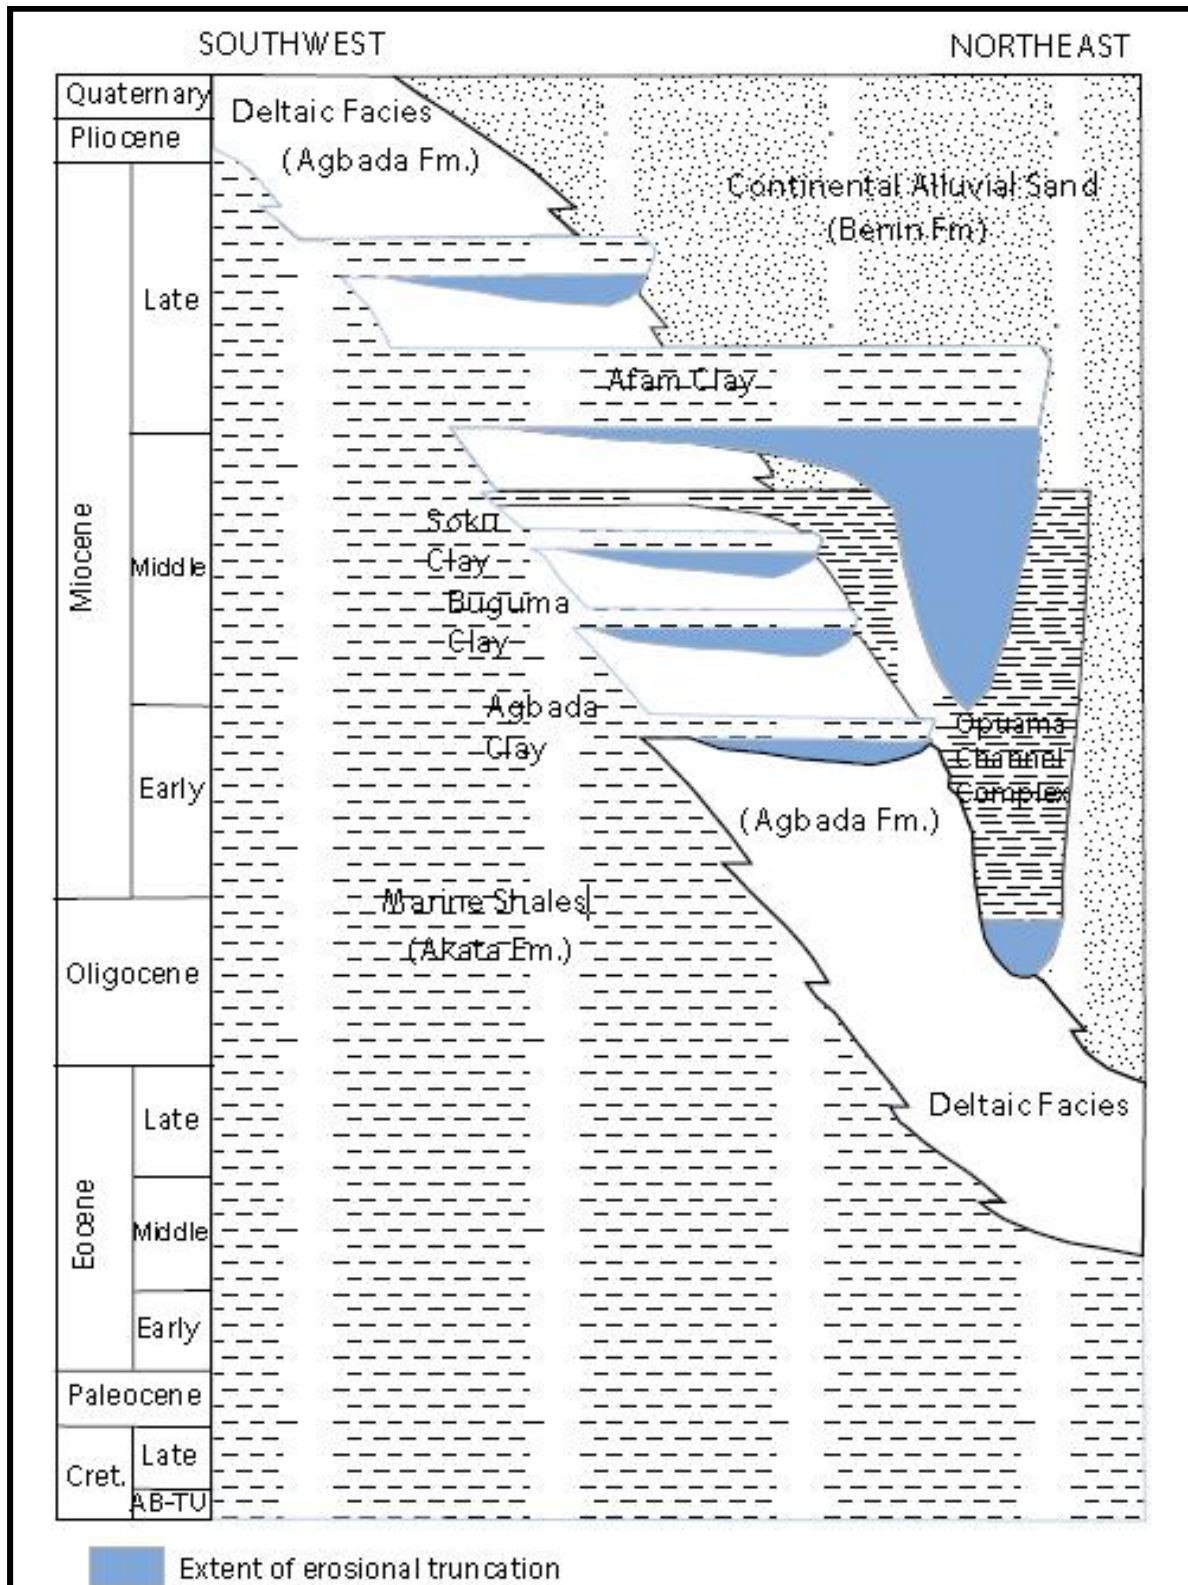 SOUTHWEST
NORTHEAST
Quaternary
Pliocene
Miocene
Late
Middle
Early
Oligocene
Eocene
Late
Middle
Early
Paleocene
Cret.
Late
AB-TU
Deltaic Facies
(Agbada Fm.)
Continental Alluvial Sand
(Benin Fm)
Afam Clay
Soku
Clay
Buguma
Clay
Agbada
Clay
Opuama
Channel
Complex
(Agbada Fm.)
Marine Shales
(Akata Fm.)
Deltaic Facies
Extent of erosional truncation